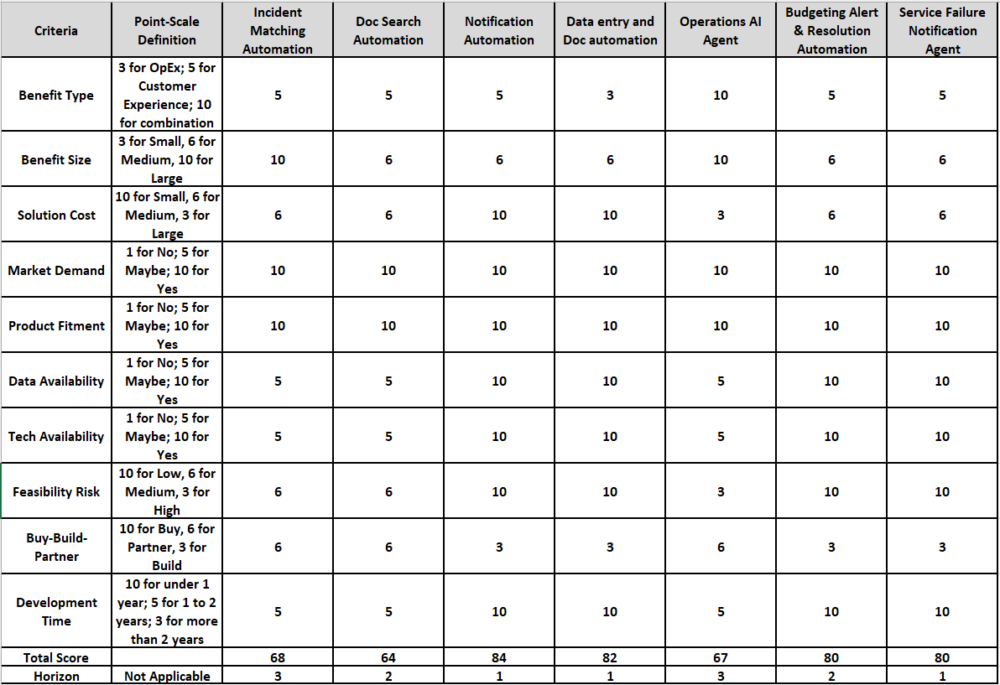 Criteria
Point-Scale
Definition
Incident
Matching
Automation
Doc Search
Automation
Notification
Automation
Data entry and
Doc automation
Operations AI
Agent
Budgeting Alert
& Resolution
Automation
Service Failure
Notification
Agent
Benefit Type
3 for OpEx; 5 for
Customer
Experience; 10
for combination
5
5
5
3
10
5
5
Benefit Size
3 for Small, 6 for
Medium, 10 for
Large
10
6
6
6
10
6
6
Solution Cost
10 for Small, 6 for
Medium, 3 for
Large
6
6
10
10
3
6
6
Market Demand
1 for No; 5 for
Maybe; 10 for
Yes
10
10
10
10
10
10
10
Product Fitment
1 for No; 5 for
Maybe; 10 for
Yes
10
10
10
10
10
10
10
Data Availability
1 for No; 5 for
Maybe; 10 for
Yes
5
5
10
10
5
10
10
Tech Availability
1 for No; 5 for
Maybe; 10 for
Yes
5
5
10
10
5
10
10
Feasibility Risk
10 for Low, 6 for
Medium, 3 for
High
6
6
10
10
3
10
10
Buy-Build-
Partner
10 for Buy, 6 for
Partner, 3 for
Build
6
6
3
3
6
3
3
Development
Time
10 for under 1
year; 5 for 1 to 2
years; 3 for more
than 2 years
5
5
10
10
5
10
10
Total Score
68
64
84
82
67
80
80
Horizon
Not Applicable
3
2
1
1
3
2
1